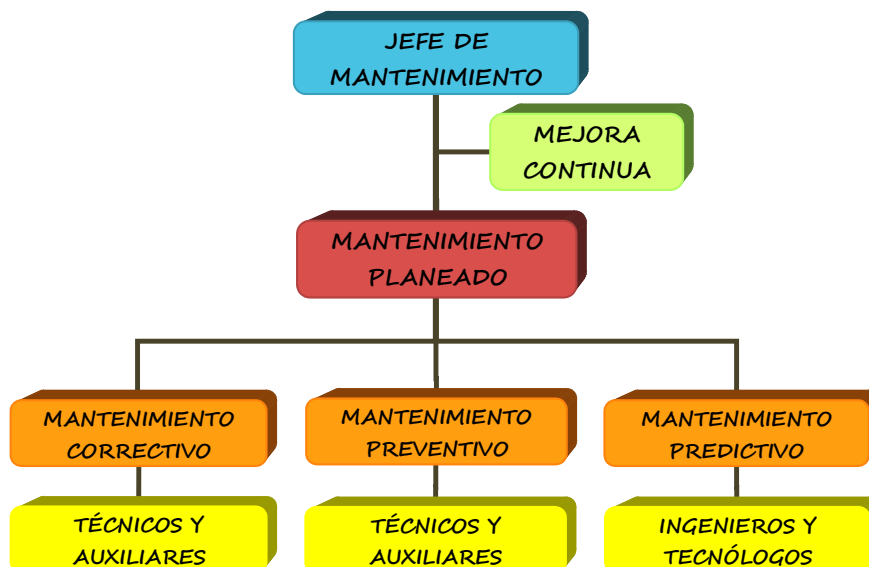 JEFE DE
MANTENIMIENTO
MEJORA
CONTINUA
MANTENIMIENTO
PLANEADO
MANTENIMIENTO
CORRECTIVO
MANTENIMIENTO
PREVENTIVO
MANTENIMIENTO
PREDICTIVO
TÉCNICOS Y
AUXILIARES
TÉCNICOS Y
AUXILIARES
INGENIEROS Y
TECNÓLOGOS